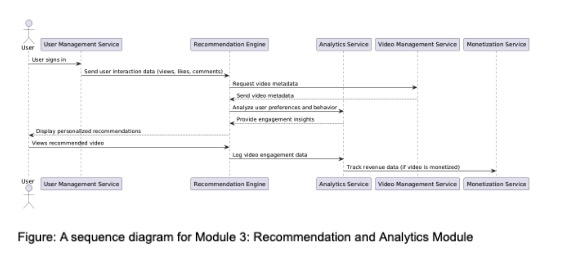 User
User Management Service
Recommendation Engine
Analytics Service
Video Management Service
Monetization Service
User signs in
Send user interaction data (views, likes, comments)
Request video metadata
Send video metadata
Analyze user preferences and behavior
Provide engagement insights
Display personalized recommendations
Views recommended video
Log video engagement data
Track revenue data (if video is monetized)
User
User Management Service
Recommendation Engine
Analytics Service
Video Management Service
Monetization Service
Figure: A sequence diagram for Module 3: Recommendation and Analytics Module